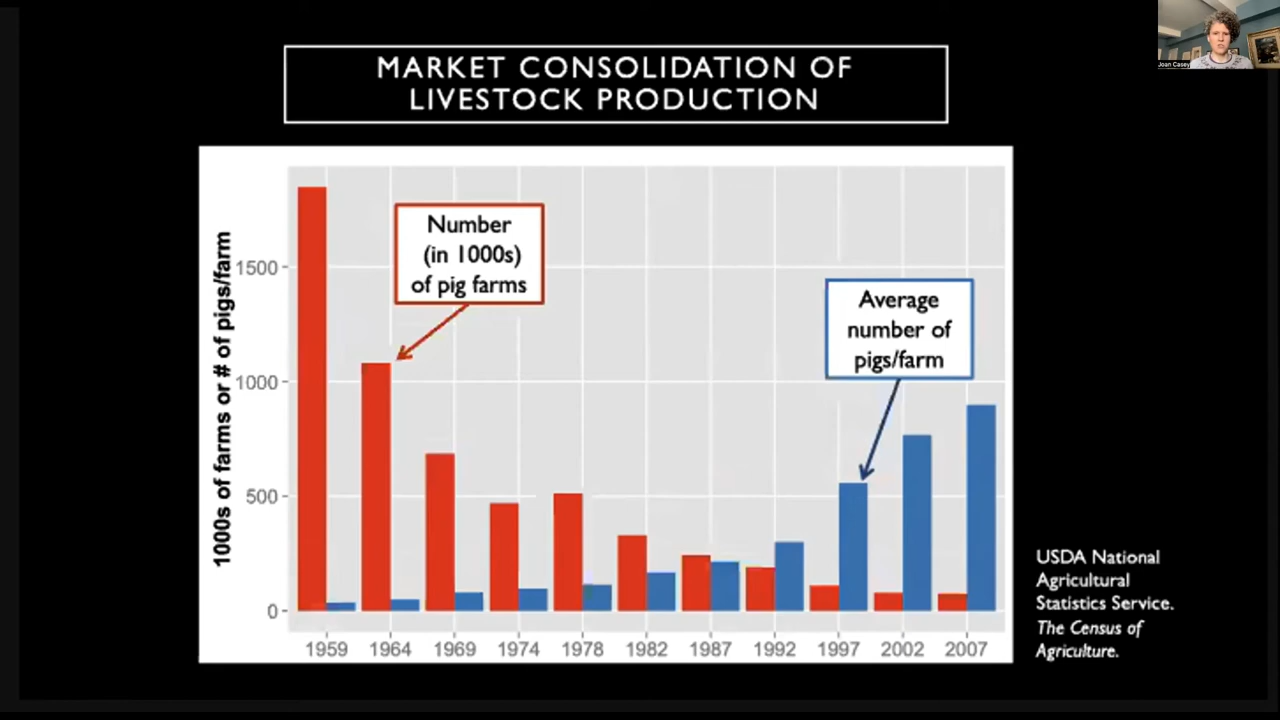 MARKET CONSOLIDATION OF
LIVESTOCK PRODUCTION
Joan Casey
1000s of farms or # of pigs/farm
1500
1000
500
0
Number
(in 1000s)
of pig farms
Average
number of
pigs/farm
1959 1964 1969 1974 1978 1982 1987 1992 1997 2002 2007
USDA National
Agricultural
Statistics Service.
The Census of
Agriculture.